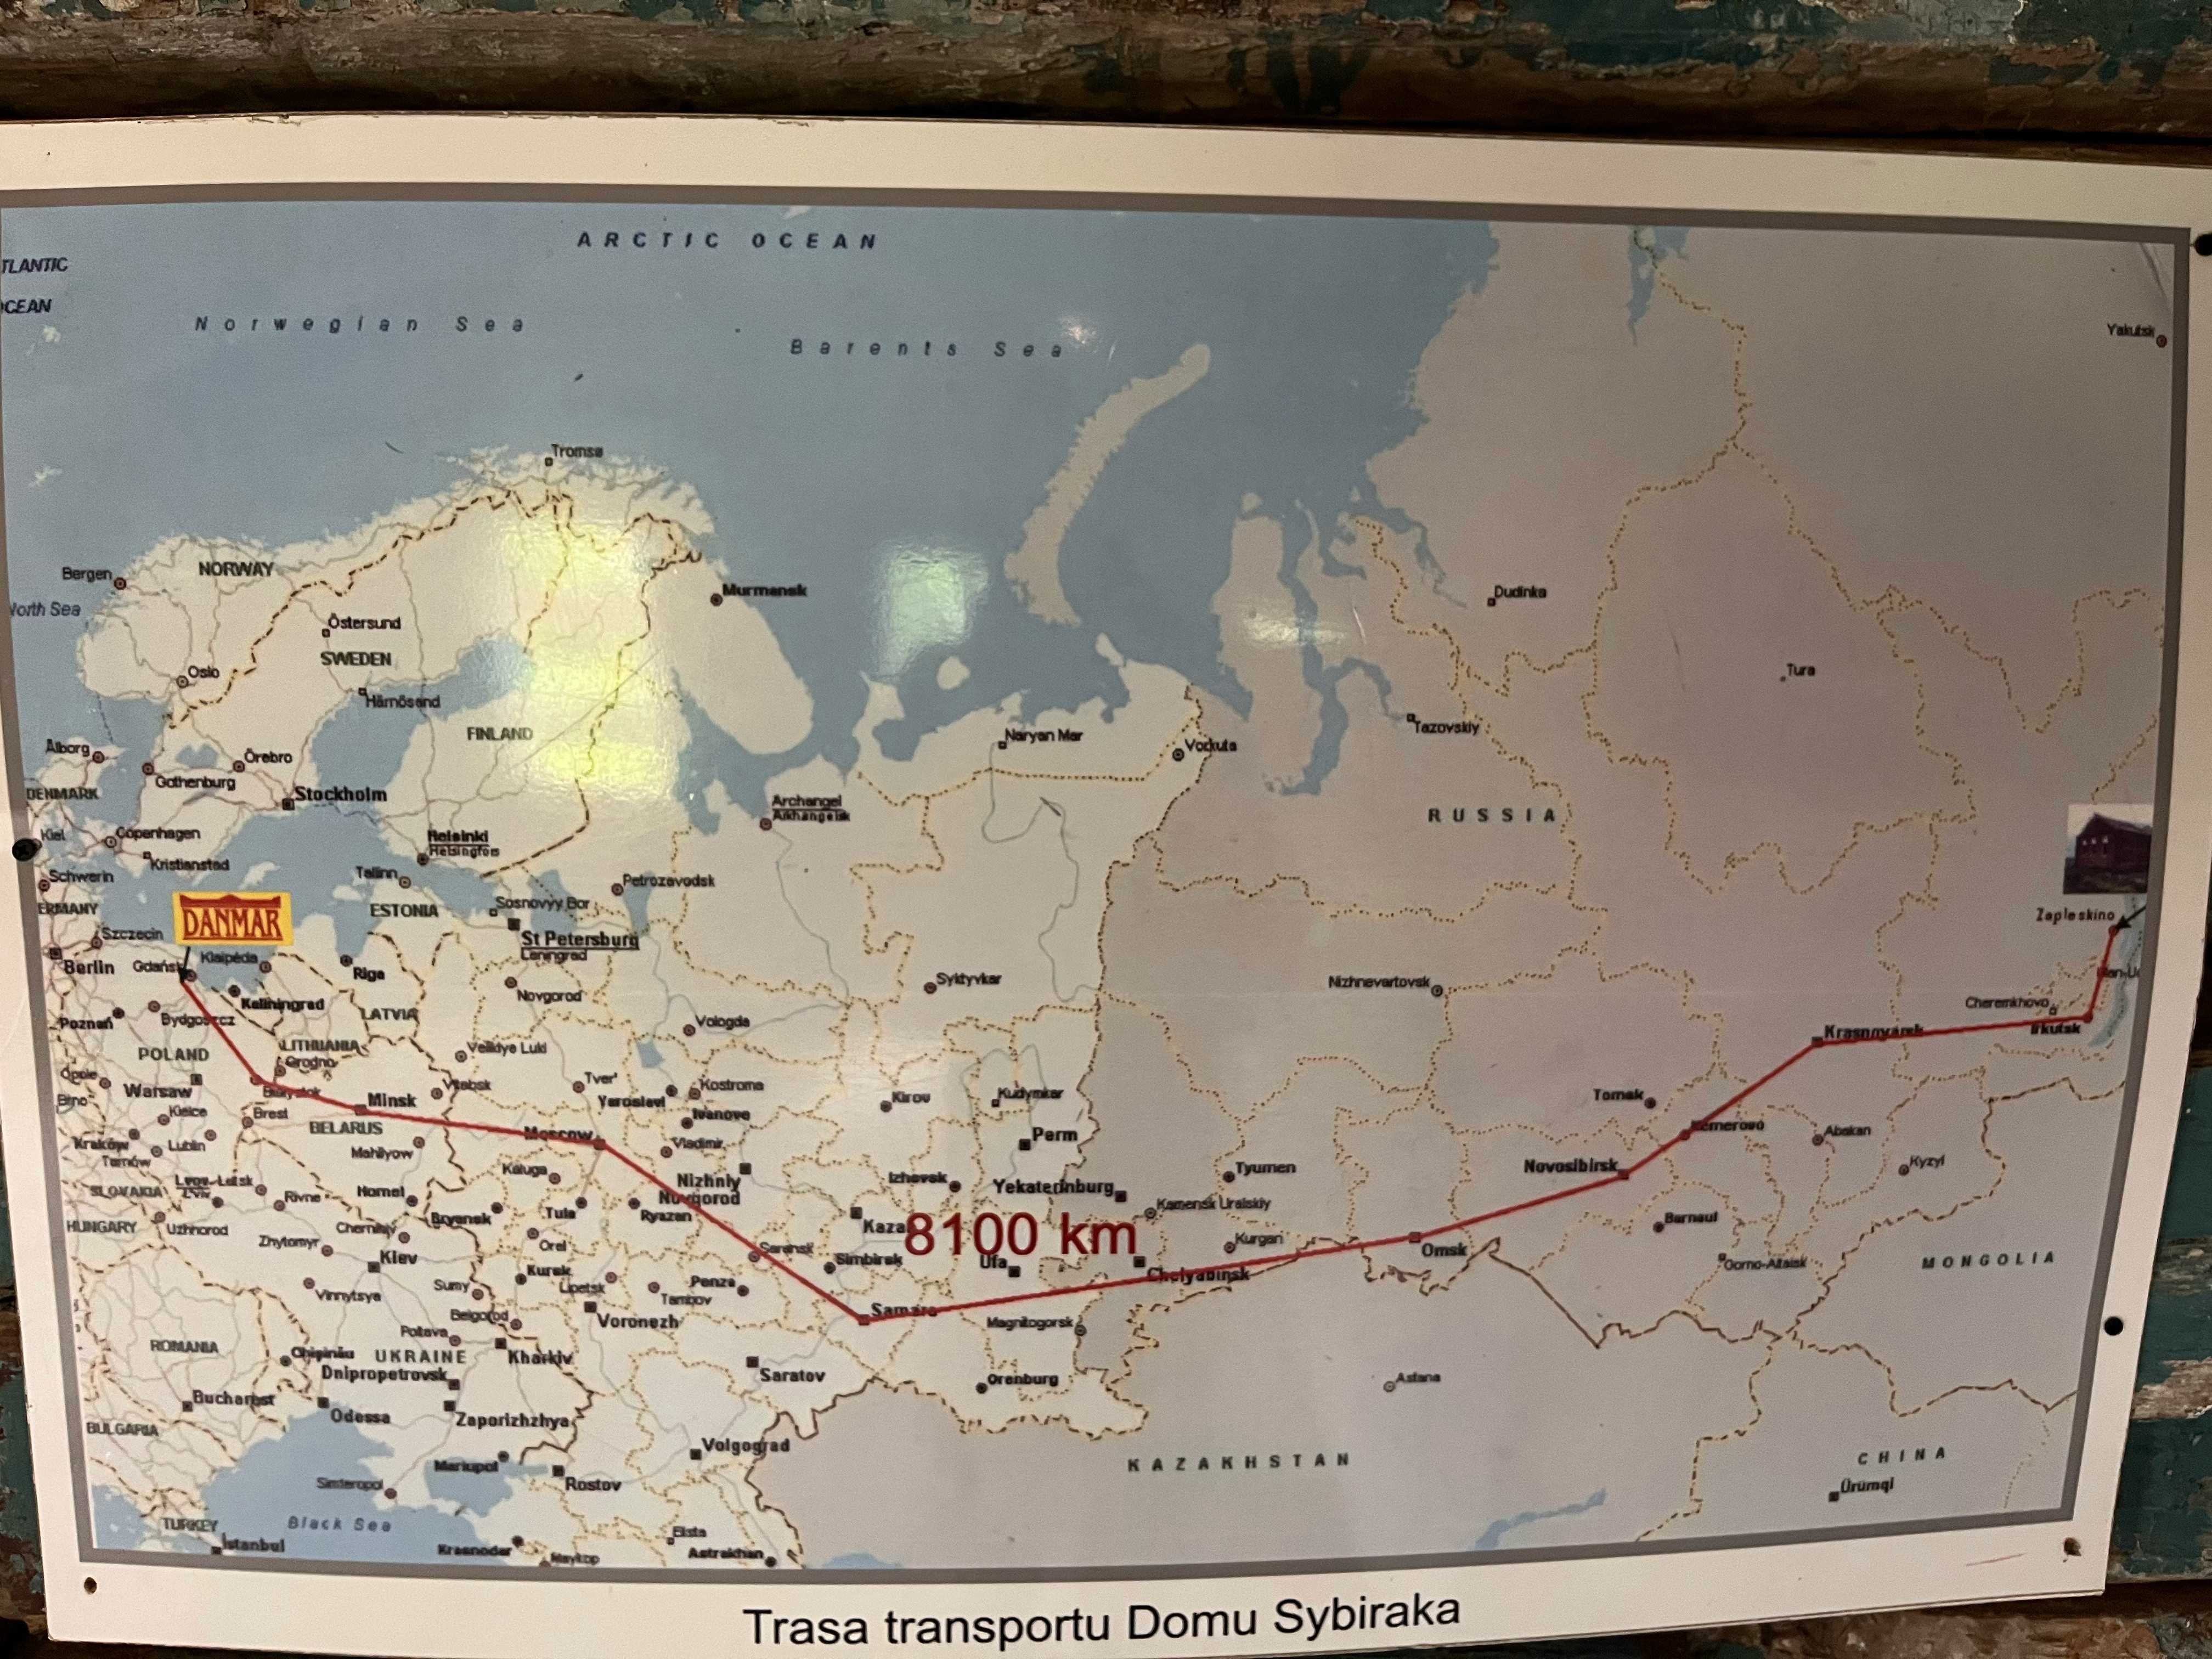 ARCTIC OCEAN
TLANTIC
OCEAN
Norwegian Sea
Barents Sea
Yakutsk
Tromsø
Bergen
NORWAY
North Sea
Murmansk
Dudinka
Östersund
SWEDEN
Oslo
Härnösand
Tura
FINLAND
Naryan Mar
Vorkuta
Tazovskiy
Ålborg
Örebro
Gothenburg
DENMARK
Stockholm
Archangel
Arkhangelsk
RUSSIA
Kiel
Copenhagen
Kristianstad
Helsinki
Helsingfors
Schwerin
Tallinn
Petrozavodsk
ERMANY
DANMAR
ESTONIA
Sosnovyy Bor
St Petersburg
Leningrad
Zapleskino
Szczecin
Berlin
Gdańsk
Klaipéda
Riga
Kaliningrad
Novgorod
Syktyvkar
Nizhnevartovsk
Cheremkhovo
Poznań
Bydgoszcz
LATVIA
Vologda
Krasnoyarsk
Irkutsk
POLAND
LITHUANIA
Grodno
Velikiye Luki
Opole
Warsaw
Białystok
Minsk
Vitebsk
Tver'
Yaroslavl
Kostroma
Ivanovo
Kirov
Kudymkar
Tomsk
Brno
Kielce
Brest
BELARUS
Moscow
Vladimir
Perm
Kemerovo
Abakan
Kraków
Lublin
Tarnów
Mahilyow
Kaluga
Nizhniy
Novgorod
Izhevsk
Yekaterinburg
Tyumen
Novosibirsk
Kyzyl
SLOVAKIA
Lvov
L'viv
Lutsk
Rivne
Homel
Bryansk
Tula
Ryazan
Kamensk Uralskiy
HUNGARY
Uzhhorod
Zhytomyr
Chernihiv
Orel
Saransk
Kaza
8100 km
Kurgan
Barnaul
Kiev
Kursk
Simbirsk
Ufa
Chelyabinsk
Omsk
Gorno-Altaisk
MONGOLIA
Vinnytsya
Sumy
Lipetsk
Tambov
Penza
Belgorod
Voronezh
Samara
Magnitogorsk
ROMANIA
Chişinău
Poltava
UKRAINE
Kharkiv
Dnipropetrovsk
Saratov
Orenburg
Astana
Bucharest
Odessa
Zaporizhzhya
BULGARIA
Volgograd
KAZAKHSTAN
CHINA
Mariupol
Rostov
Simferopol
Ürümqi
TURKEY
Black Sea
Istanbul
Krasnodar
Maykop
Elista
Astrakhan
Trasa transportu Domu Sybiraka